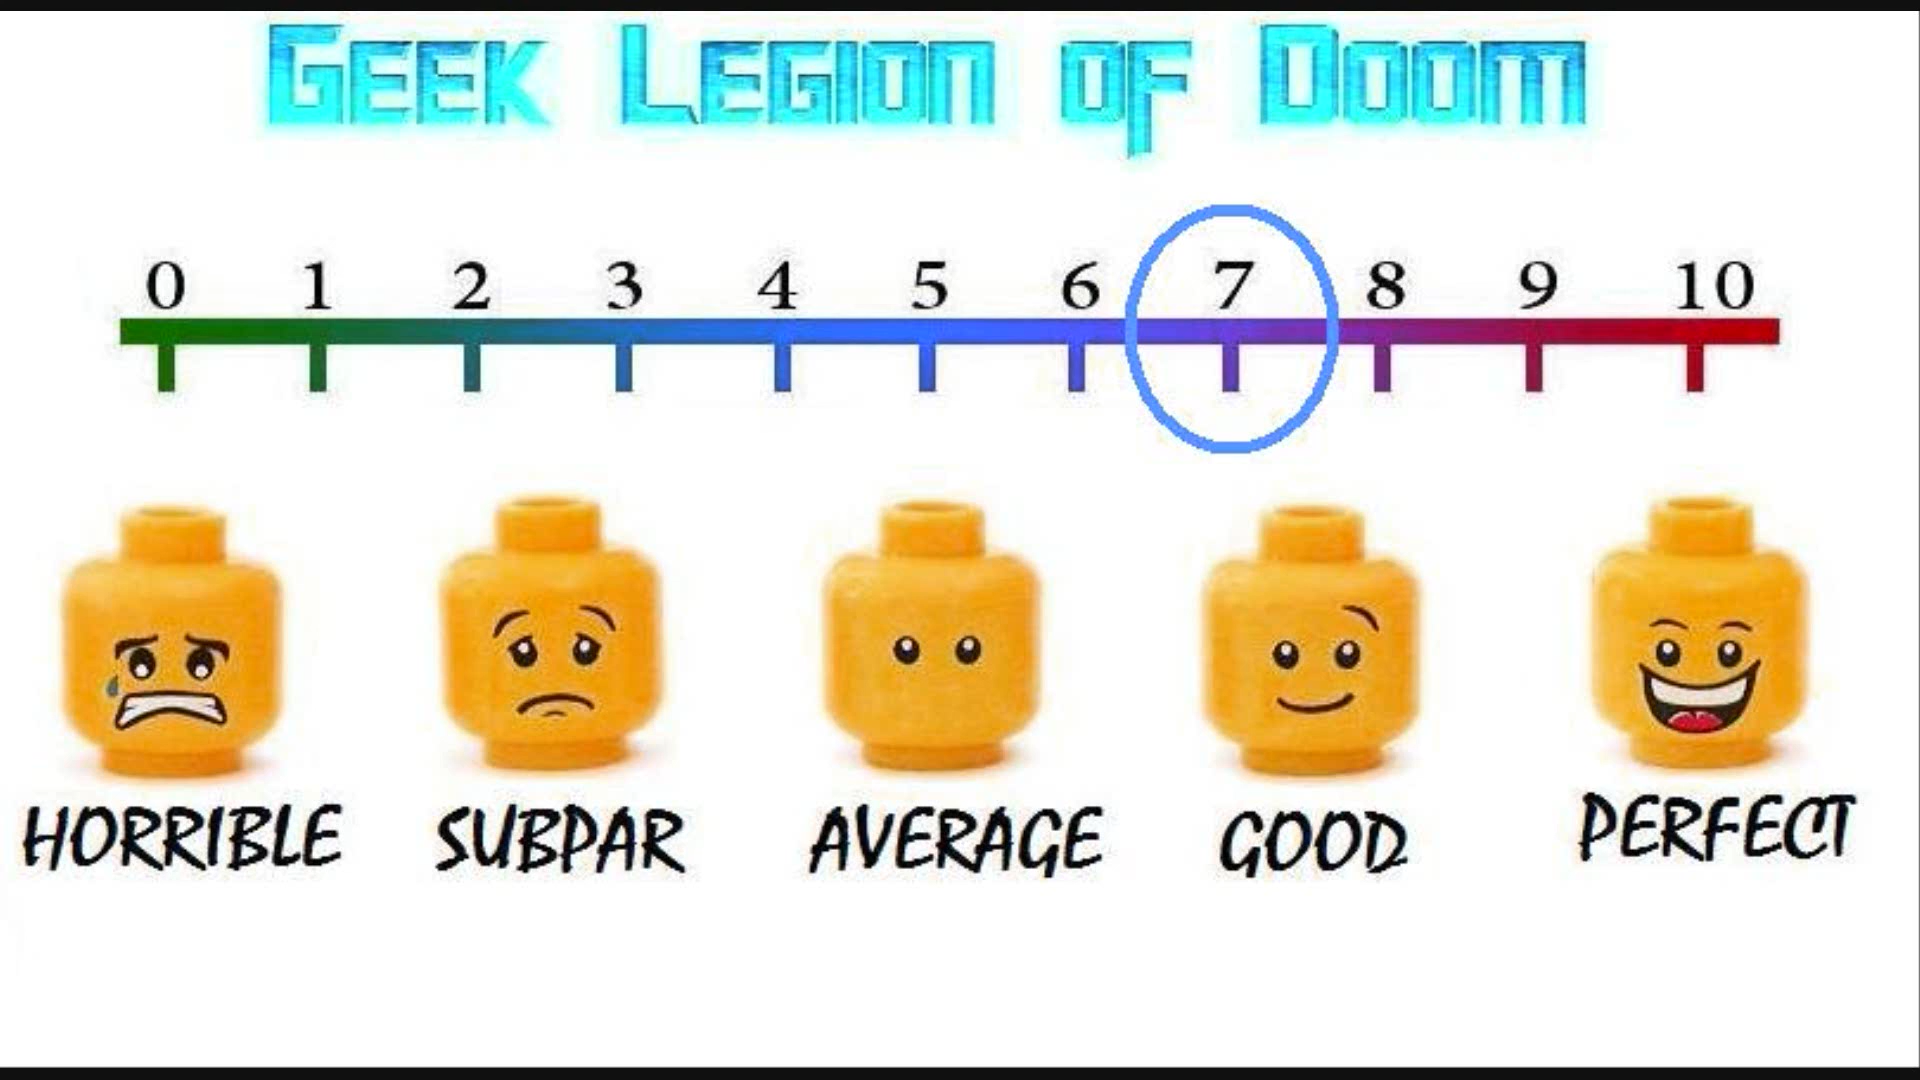 Geek Legion of Doom
0 1 2 3 4 5 6 7 8 9 10
HORRIBLE SUBPAR AVERAGE GOOD PERFECT